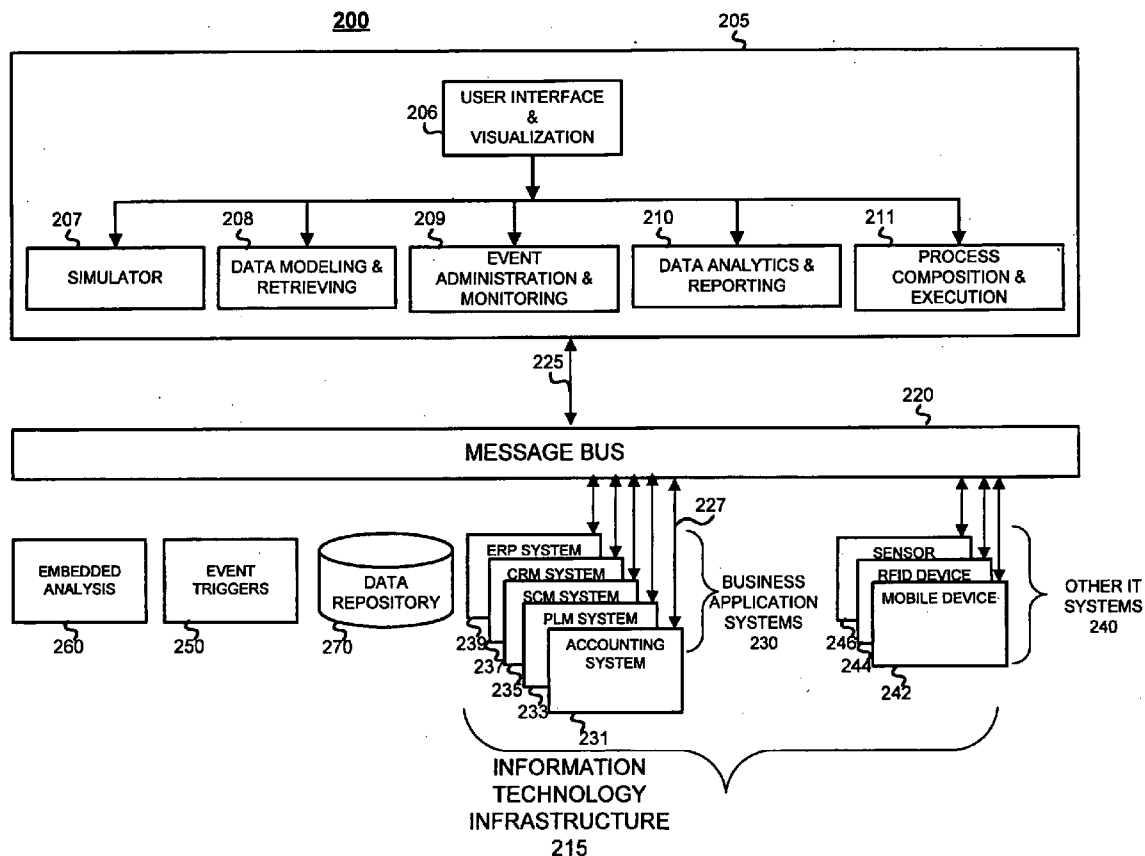 200
205
USER INTERFACE
&
VISUALIZATION
206
207
208
209
210
211
SIMULATOR
DATA MODELING &
RETRIEVING
EVENT
ADMINISTRATION &
MONITORING
DATA ANALYTICS &
REPORTING
PROCESS
COMPOSITION &
EXECUTION
225
220
MESSAGE BUS
227
EMBEDDED
ANALYSIS
260
EVENT
TRIGGERS
250
DATA
REPOSITORY
270
ERP SYSTEM
CRM SYSTEM
SCM SYSTEM
PLM SYSTEM
ACCOUNTING
SYSTEM
239
237
235
233
231
BUSINESS
APPLICATION
SYSTEMS
230
SENSOR
RFID DEVICE
MOBILE DEVICE
246
244
242
OTHER IT
SYSTEMS
240
INFORMATION
TECHNOLOGY
INFRASTRUCTURE
215